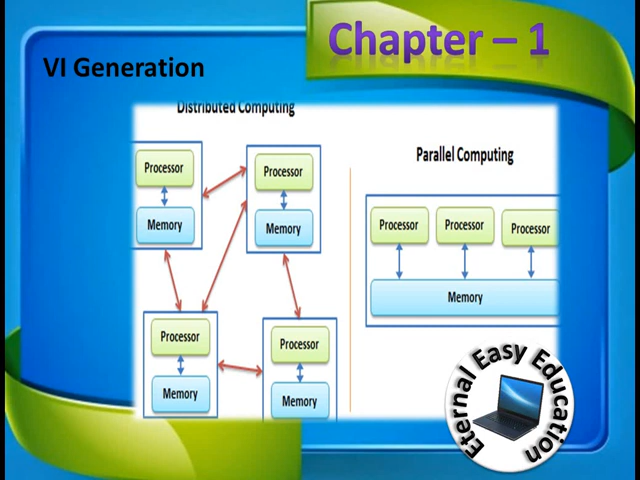 Chapter – 1
VI Generation
Distributed Computing
Processor
Memory
Processor
Memory
Processor
Memory
Processor
Memory
Parallel Computing
Processor Processor Processor
Memory
Eternal Easy Education